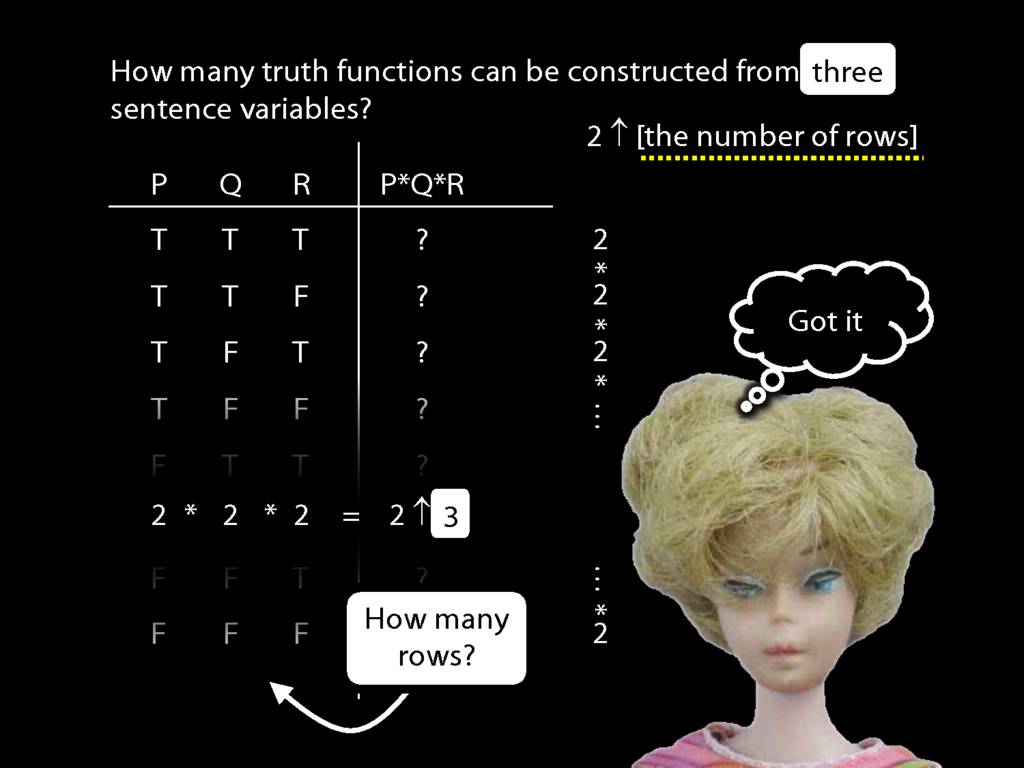 How many truth functions can be constructed from three
sentence variables?
2 ↑ [the number of rows]
P Q R P*Q*R
T T T ? 2
*
T T F ? 2
*
T F T ? 2
*
T F F ? ...
F T T ?
2 * 2 * 2 = 2 ↑ 3
F F T ? ...
*
F F F 2
How many
rows?
Got it